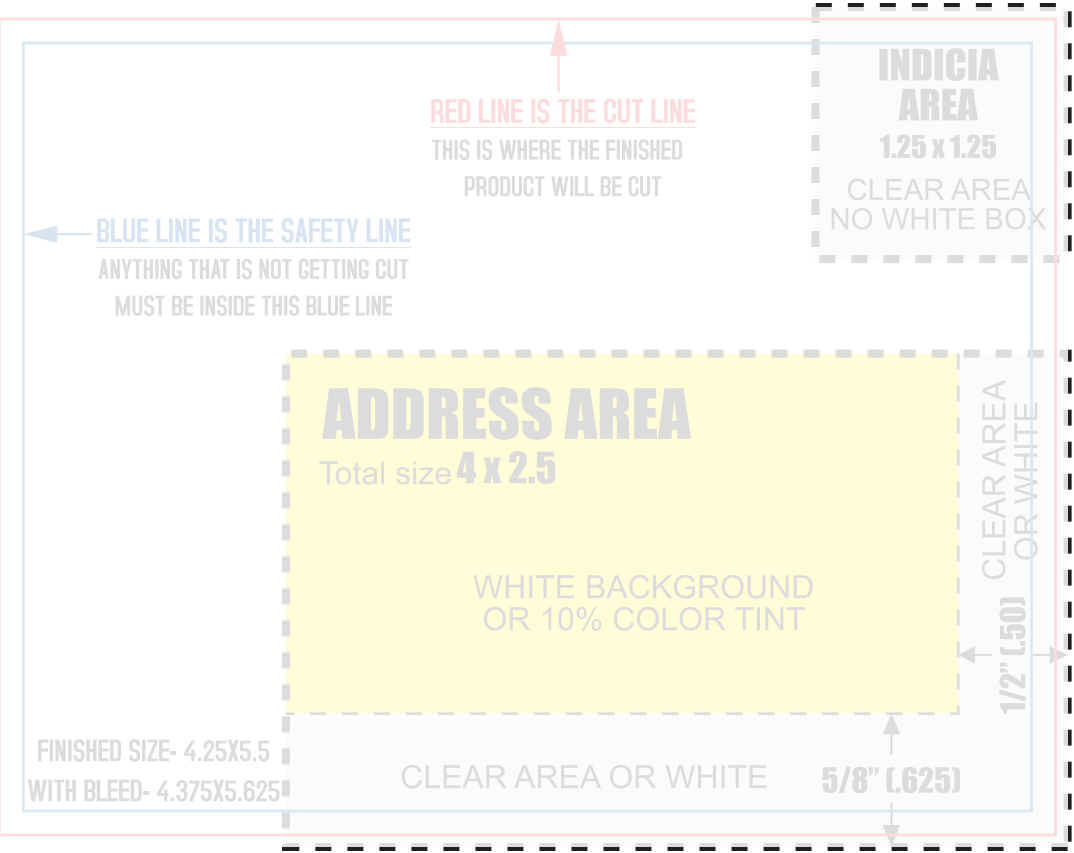 RED LINE IS THE CUT LINE
THIS IS WHERE THE FINISHED
PRODUCT WILL BE CUT
INDICIA
AREA
1.25 x 1.25
CLEAR AREA
NO WHITE BOX
BLUE LINE IS THE SAFETY LINE
ANYTHING THAT IS NOT GETTING CUT
MUST BE INSIDE THIS BLUE LINE
ADDRESS AREA
Total size 4 x 2.5
WHITE BACKGROUND
OR 10% COLOR TINT
CLEAR AREA
OR WHITE
1/2” (.50)
FINISHED SIZE- 4.25X5.5
WITH BLEED- 4.375X5.625
CLEAR AREA OR WHITE
5/8” (.625)